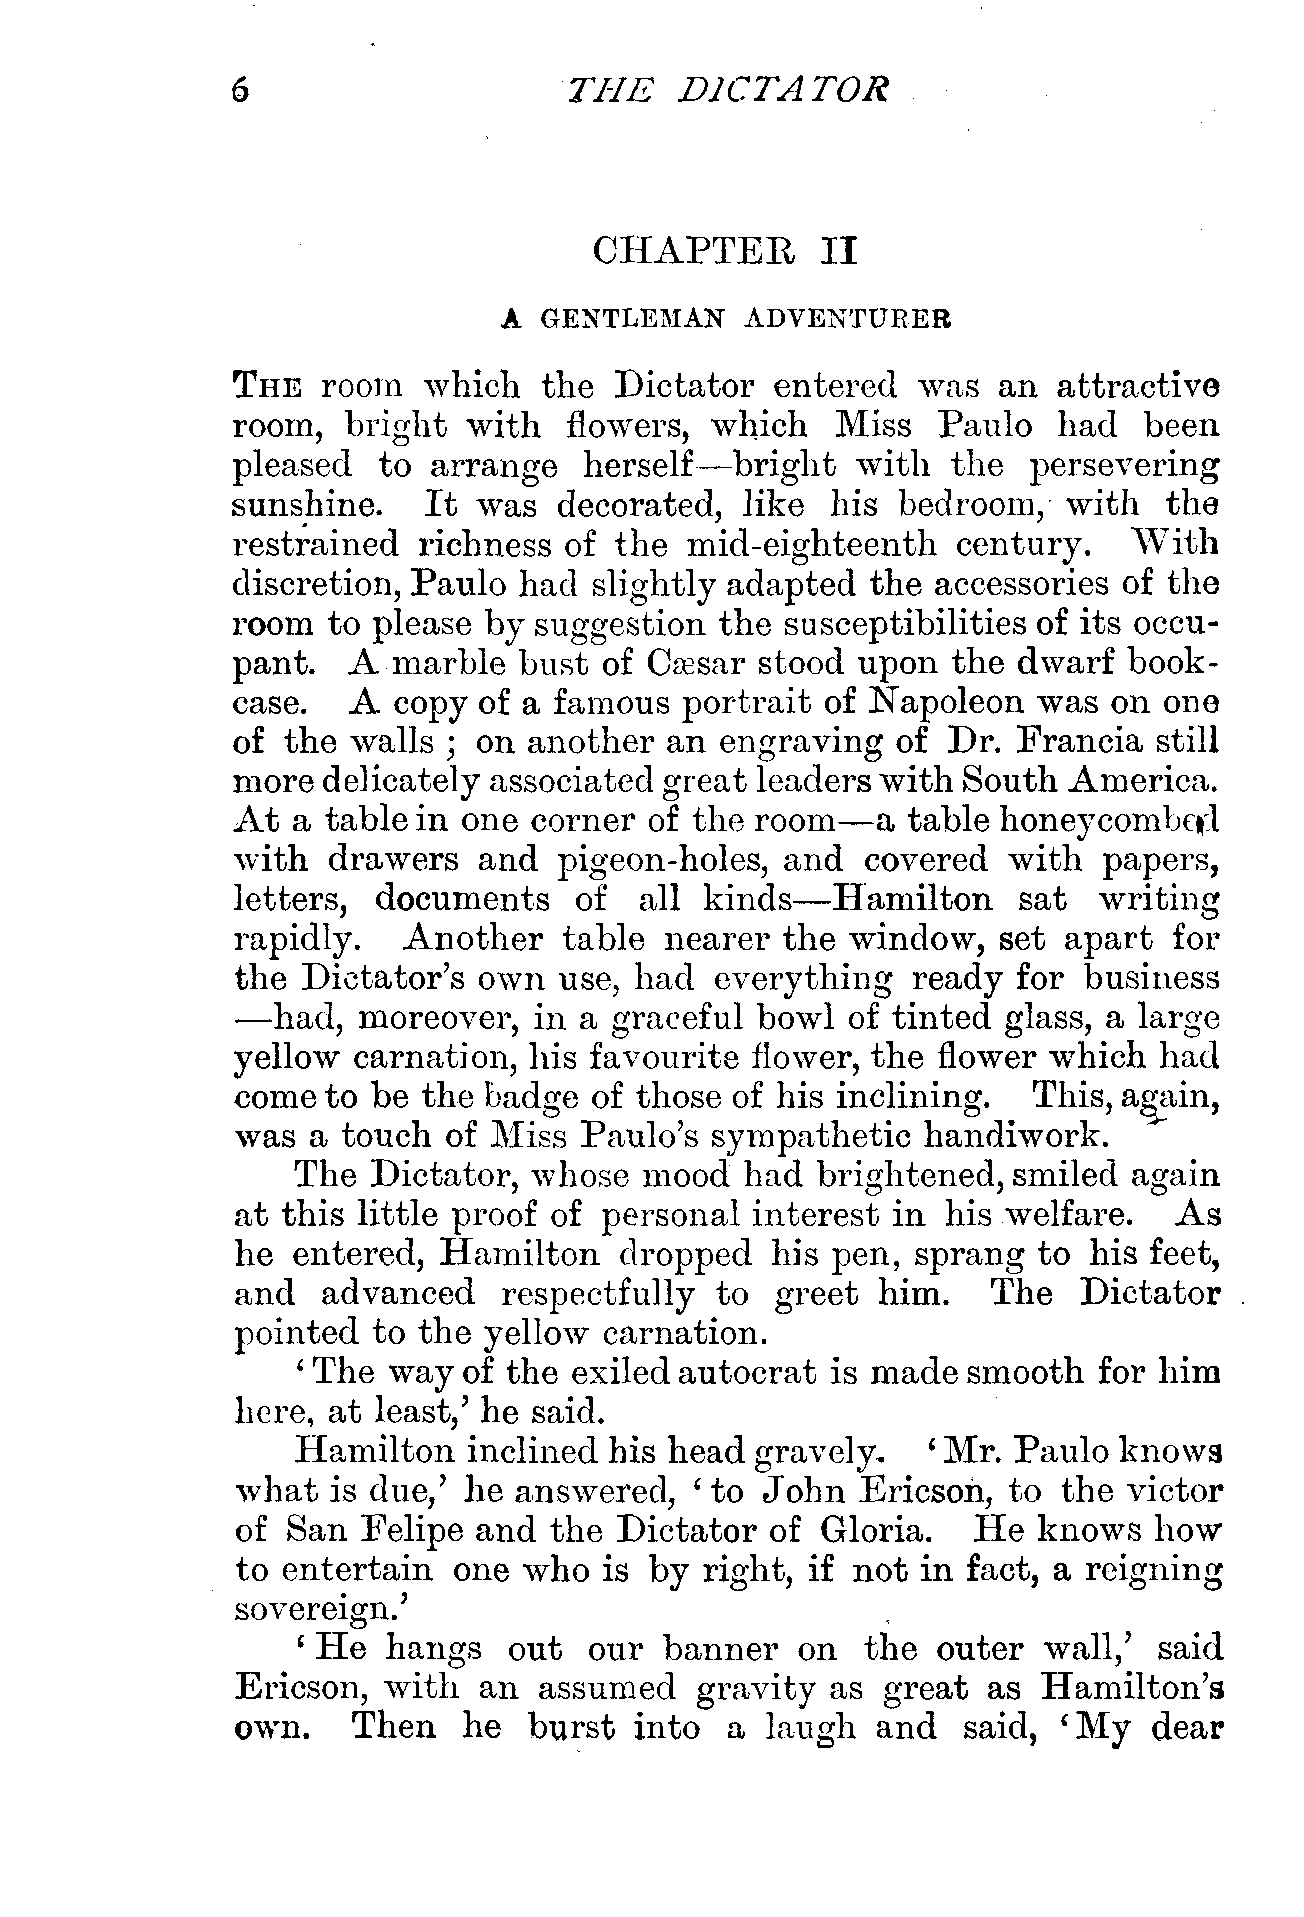 6 THE DICTATOR
CHAPTER II
A GENTLEMAN ADVENTURER
THE room which the Dictator entered was an attractive
room, bright with flowers, which Miss Paulo had been
pleased to arrange herself—bright with the persevering
sunshine. It was decorated, like his bedroom, with the
restrained richness of the mid-eighteenth century. With
discretion, Paulo had slightly adapted the accessories of the
room to please by suggestion the susceptibilities of its occu-
pant. A marble bust of Cæsar stood upon the dwarf book-
case. A copy of a famous portrait of Napoleon was on one
of the walls ; on another an engraving of Dr. Francia still
more delicately associated great leaders with South America.
At a table in one corner of the room—a table honeycombed
with drawers and pigeon-holes, and covered with papers,
letters, documents of all kinds—Hamilton sat writing
rapidly. Another table nearer the window, set apart for
the Dictator's own use, had everything ready for business
—had, moreover, in a graceful bowl of tinted glass, a large
yellow carnation, his favourite flower, the flower which had
come to be the badge of those of his inclining. This, again,
was a touch of Miss Paulo's sympathetic handiwork.
The Dictator, whose mood had brightened, smiled again
at this little proof of personal interest in his welfare. As
he entered, Hamilton dropped his pen, sprang to his feet,
and advanced respectfully to greet him. The Dictator
pointed to the yellow carnation.
‘ The way of the exiled autocrat is made smooth for him
here, at least,’ he said.
Hamilton inclined his head gravely. ‘ Mr. Paulo knows
what is due,’ he answered, ‘ to John Ericson, to the victor
of San Felipe and the Dictator of Gloria. He knows how
to entertain one who is by right, if not in fact, a reigning
sovereign.’
‘ He hangs out our banner on the outer wall,’ said
Ericson, with an assumed gravity as great as Hamilton's
own. Then he burst into a laugh and said, ‘ My dear